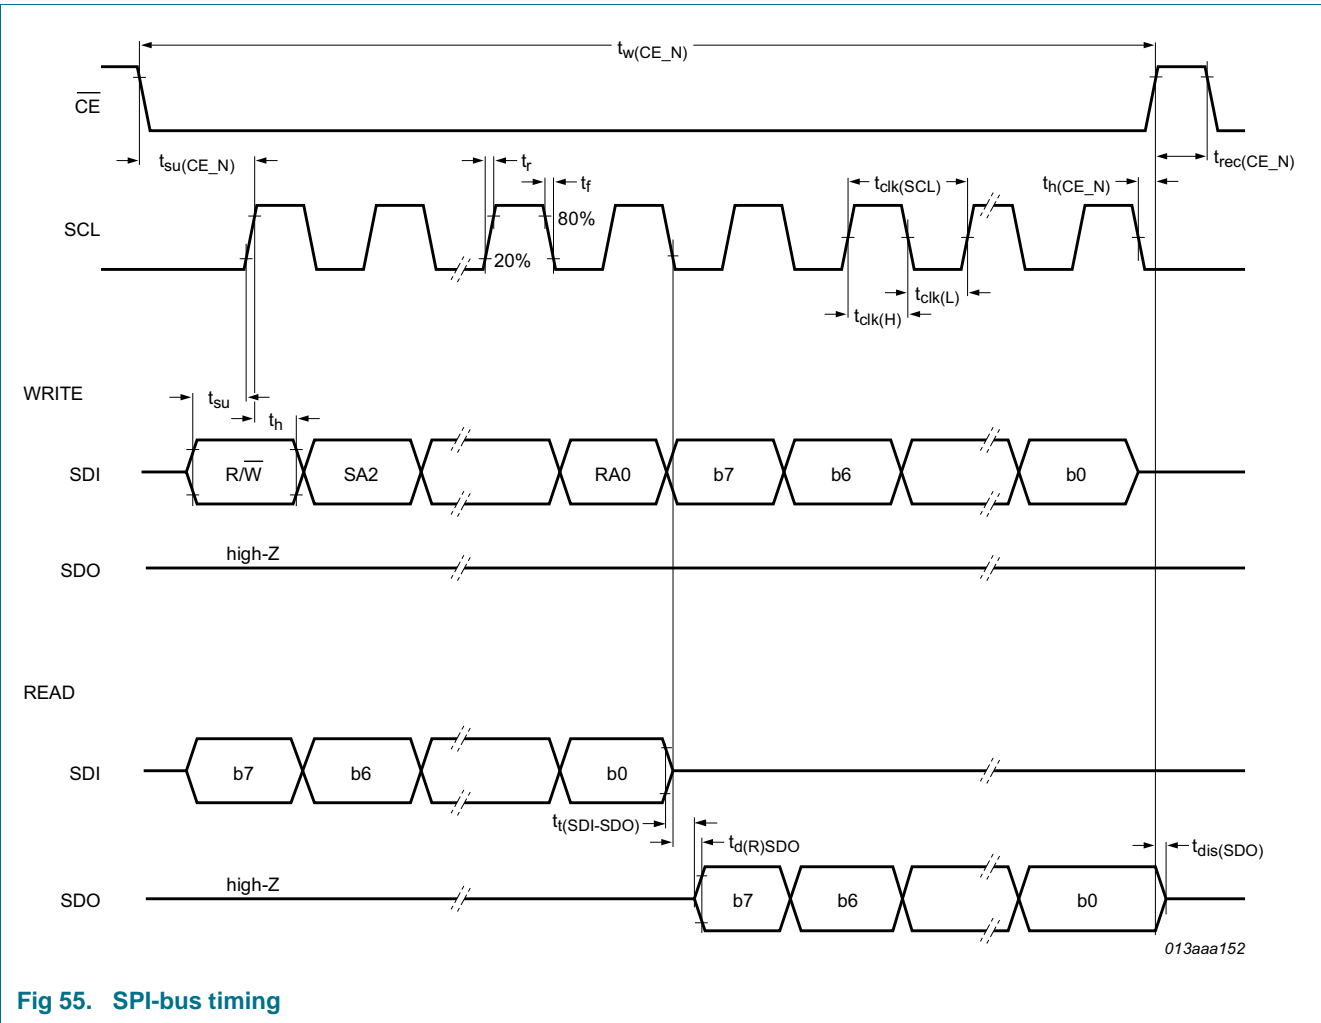 tw(CE_N)
CE
tsu(CE_N)
tr
tf
tclk(SCL)
th(CE_N)
trec(CE_N)
SCL
80%
20%
tclk(L)
tclk(H)
WRITE
tsu
th
SDI
R/W
SA2
RA0
b7
b6
b0
SDO
high-Z
READ
SDI
b7
b6
b0
tt(SDI-SDO)
td(R)SDO
tdis(SDO)
SDO
high-Z
b7
b6
b0
013aaa152
Fig 55. SPI-bus timing